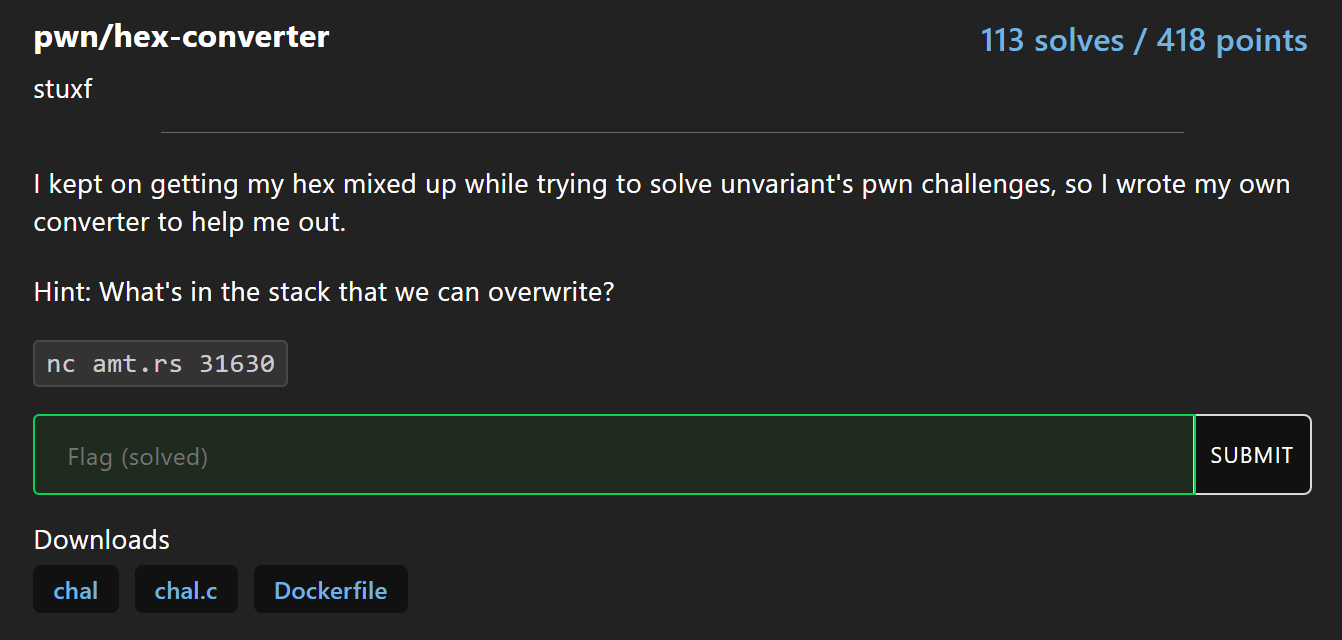 pwn/hex-converter
113 solves / 418 points
stuxf
I kept on getting my hex mixed up while trying to solve unvariant's pwn challenges, so I wrote my own
converter to help me out.
Hint: What's in the stack that we can overwrite?
nc amt.rs 31630
Flag (solved)
SUBMIT
Downloads
chal
chal.c
Dockerfile